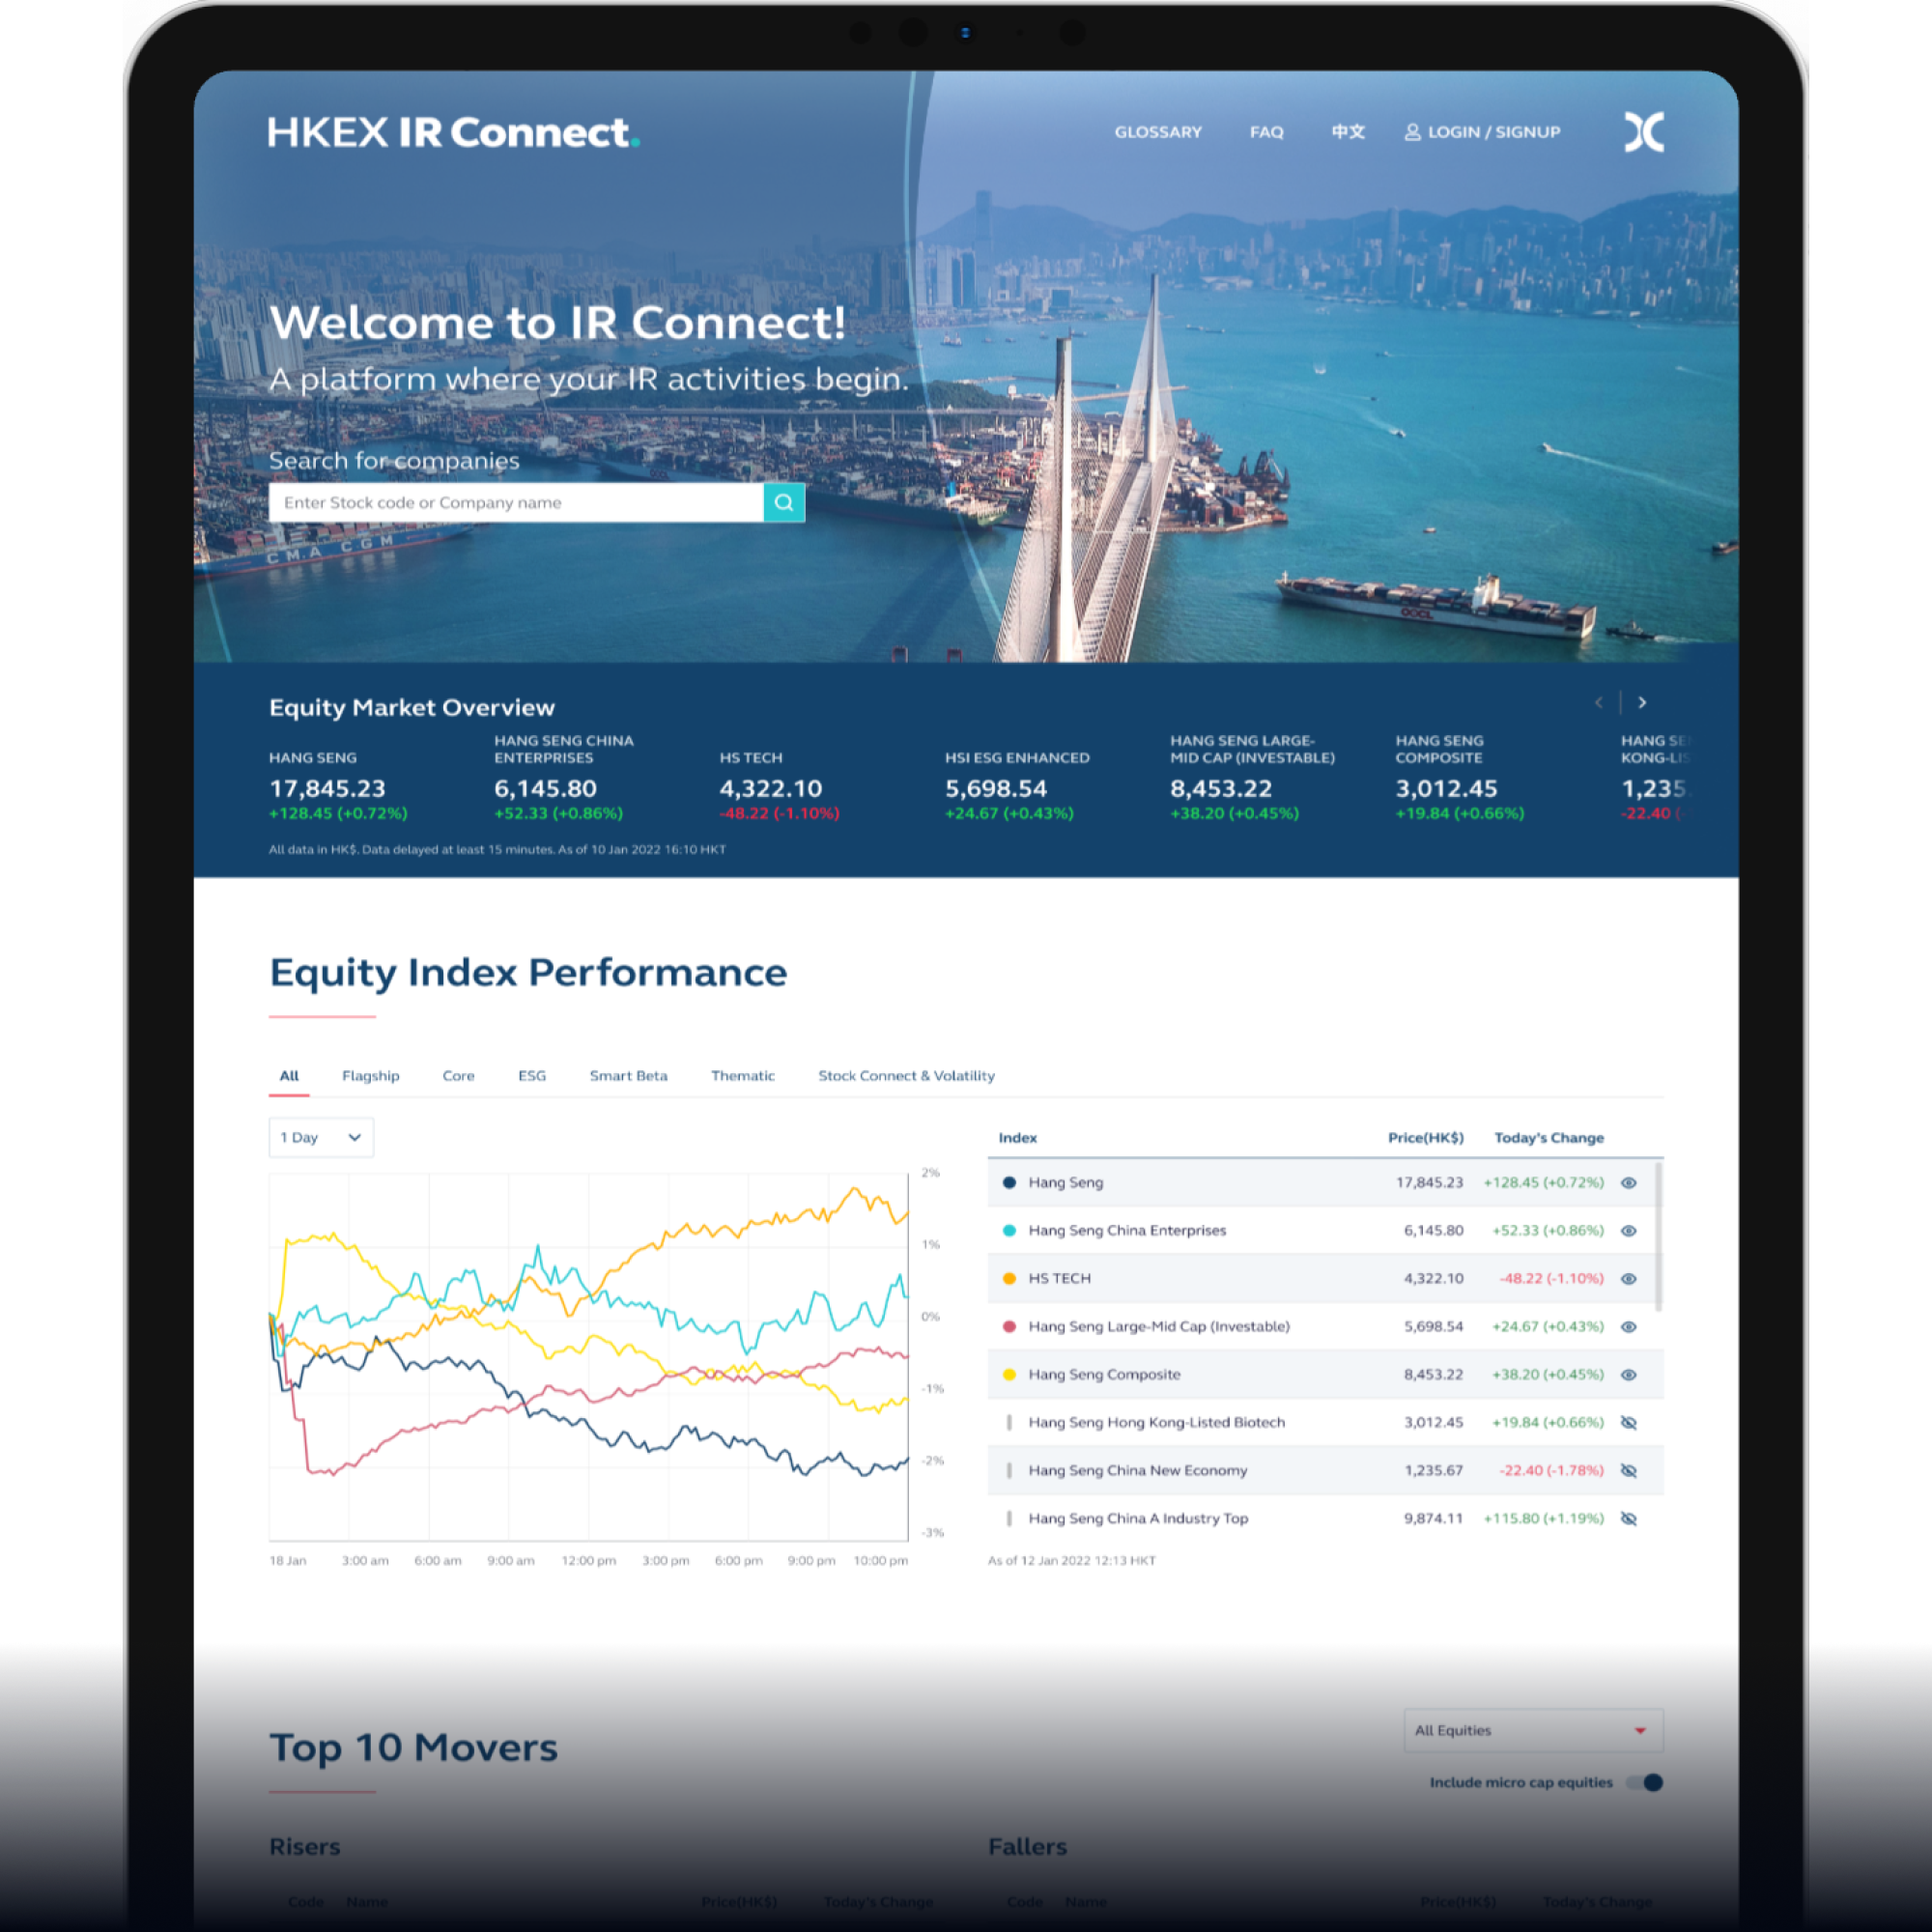 HKEX IR Connect.
GLOSSARY FAQ 中文 LOGIN / SIGNUP
Welcome to IR Connect!
A platform where your IR activities begin.
Search for companies
Enter Stock code or Company name
CMA CGM
OOCL
Equity Market Overview
HANG SENG
17,845.23
+128.45 (+0.72%)
HANG SENG CHINA
ENTERPRISES
6,145.80
+52.33 (+0.86%)
HS TECH
4,322.10
-48.22 (-1.10%)
HSI ESG ENHANCED
5,698.54
+24.67 (+0.43%)
HANG SENG LARGE-
MID CAP (INVESTABLE)
8,453.22
+38.20 (+0.45%)
HANG SENG
COMPOSITE
3,012.45
+19.84 (+0.66%)
HANG SE
KONG-LIS
1,235.
-22.40 (-
All data in HK$. Data delayed at least 15 minutes. As of 10 Jan 2022 16:10 HKT
Equity Index Performance
All Flagship Core ESG Smart Beta Thematic Stock Connect & Volatility
1 Day
2%
1%
0%
-1%
-2%
-3%
18 Jan 3:00 am 6:00 am 9:00 am 12:00 pm 3:00 pm 6:00 pm 9:00 pm 10:00 pm
Index Price(HK$) Today's Change
Hang Seng 17,845.23 +128.45 (+0.72%)
Hang Seng China Enterprises 6,145.80 +52.33 (+0.86%)
HS TECH 4,322.10 -48.22 (-1.10%)
Hang Seng Large-Mid Cap (Investable) 5,698.54 +24.67 (+0.43%)
Hang Seng Composite 8,453.22 +38.20 (+0.45%)
Hang Seng Hong Kong-Listed Biotech 3,012.45 +19.84 (+0.66%)
Hang Seng China New Economy 1,235.67 -22.40 (-1.78%)
Hang Seng China A Industry Top 9,874.11 +115.80 (+1.19%)
As of 12 Jan 2022 12:13 HKT
Top 10 Movers
All Equities
Include micro cap equities
Risers
Code Name Price(HK$) Today's Change
Fallers
Code Name Price(HK$) Today's Change